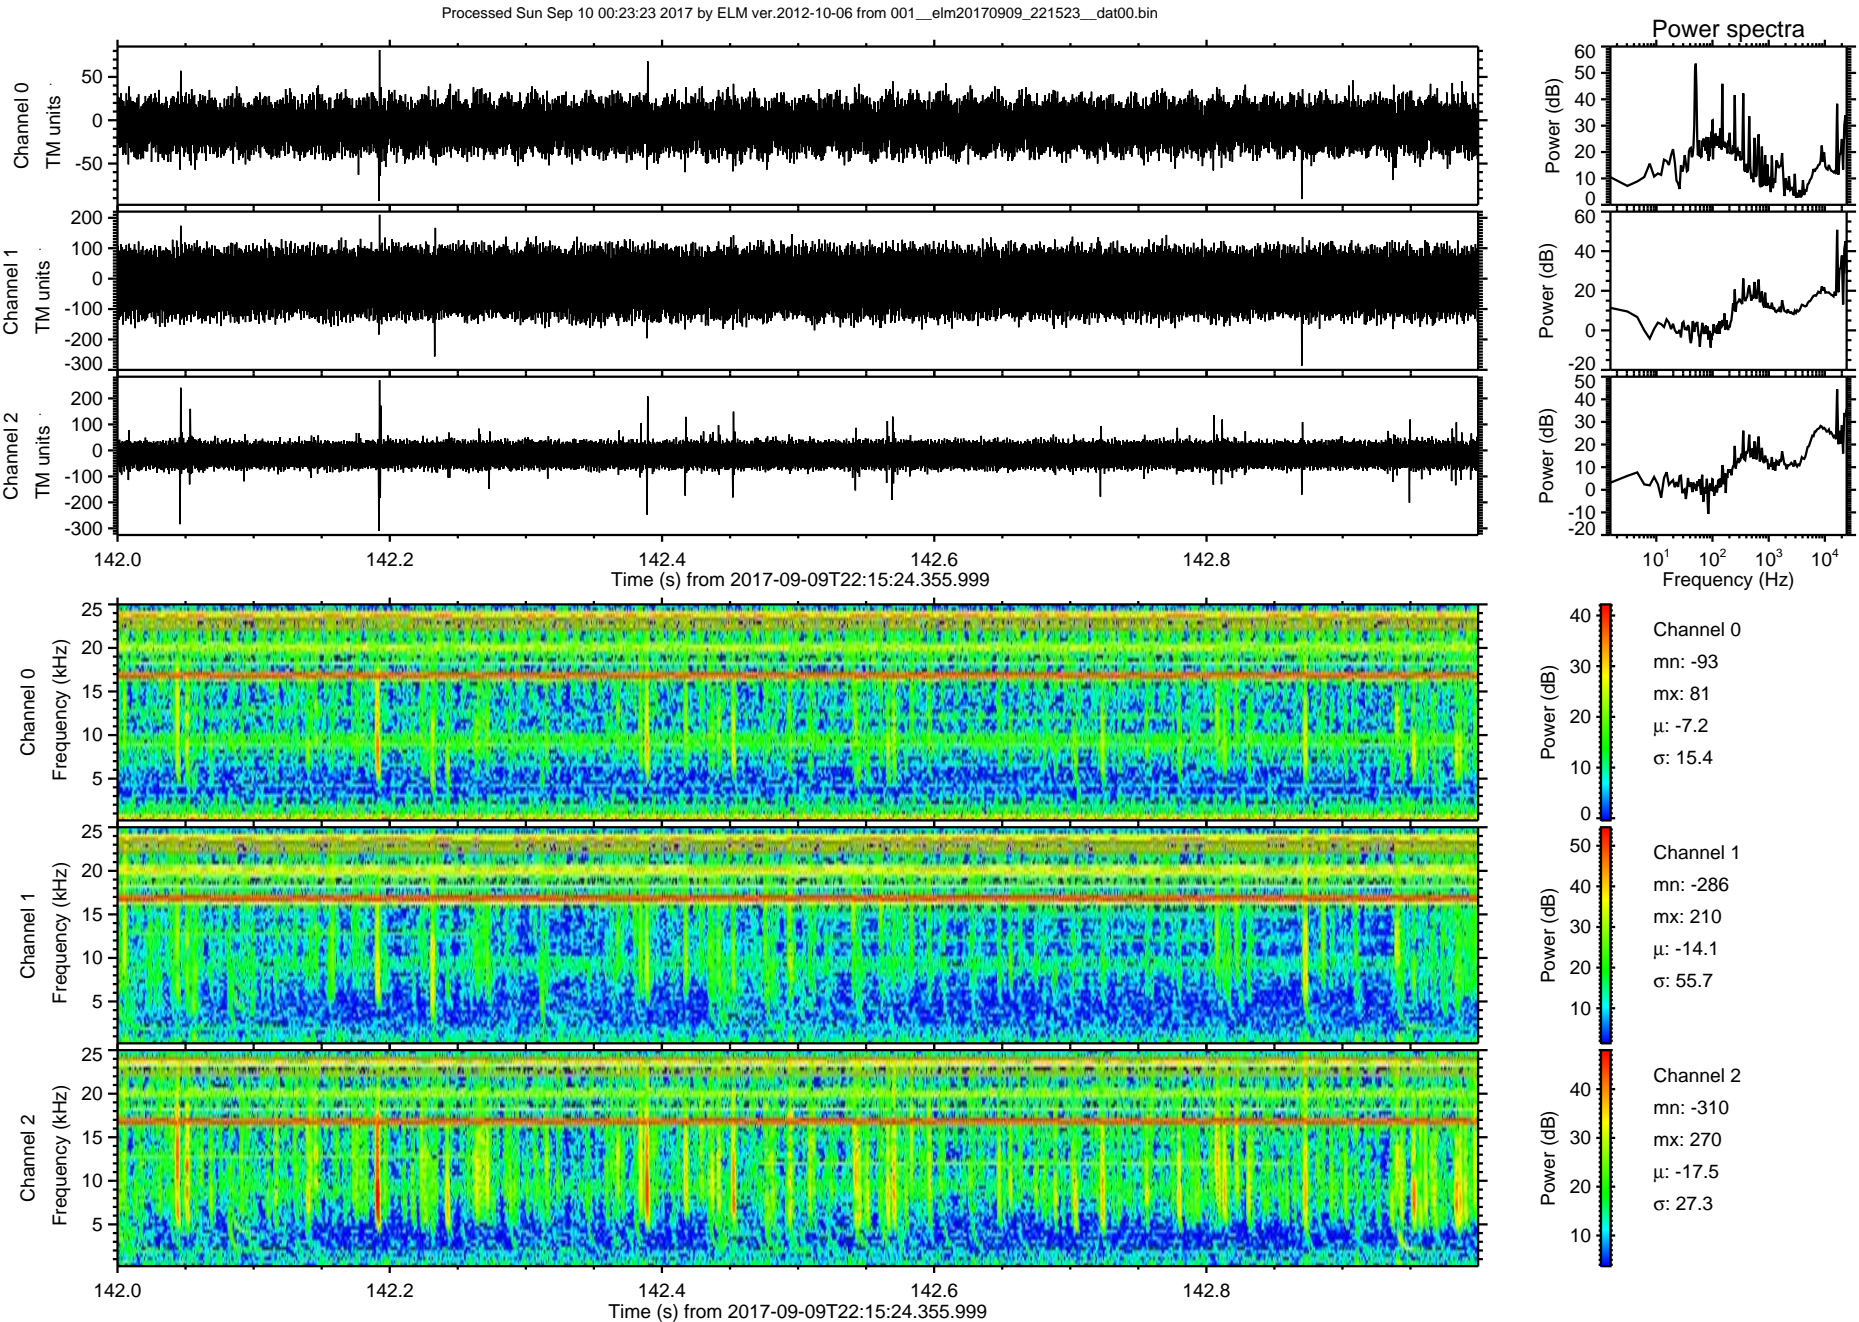 Processed Sun Sep 10 00:23:23 2017 by ELM ver.2012-10-06 from 001__elm20170909_221523__dat00.bin
Power spectra
Channel 0
TM units
50
0
-50
Power (dB)
60
50
40
30
20
10
0
Channel 1
TM units
200
100
0
-100
-200
-300
Power (dB)
60
40
20
0
-20
Channel 2
TM units
200
100
0
-100
-200
-300
Power (dB)
50
40
30
20
10
0
-10
-20
142.0
142.2
142.4
142.6
142.8
Time (s) from 2017-09-09T22:15:24.355.999
10^1
10^2
10^3
10^4
Frequency (Hz)
Channel 0
Frequency (kHz)
25
20
15
10
5
Power (dB)
40
30
20
10
0
Channel 0
mn: -93
mx: 81
μ: -7.2
σ: 15.4
Channel 1
Frequency (kHz)
25
20
15
10
5
Power (dB)
50
40
30
20
10
Channel 1
mn: -286
mx: 210
μ: -14.1
σ: 55.7
Channel 2
Frequency (kHz)
25
20
15
10
5
Power (dB)
40
30
20
10
Channel 2
mn: -310
mx: 270
μ: -17.5
σ: 27.3
142.0
142.2
142.4
142.6
142.8
Time (s) from 2017-09-09T22:15:24.355.999